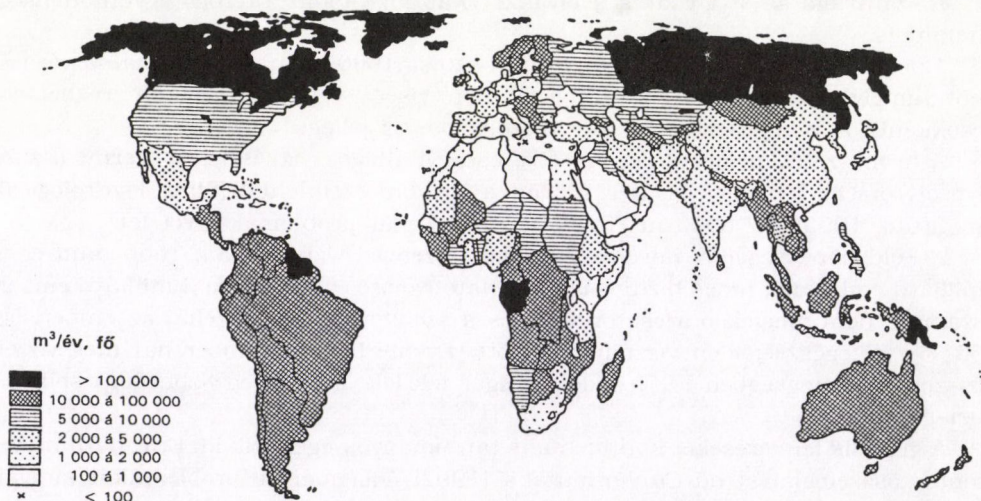 m³/év, fő
> 100 000
10 000 á 100 000
5 000 á 10 000
2 000 á 5 000
1 000 á 2 000
100 á 1 000
× < 100